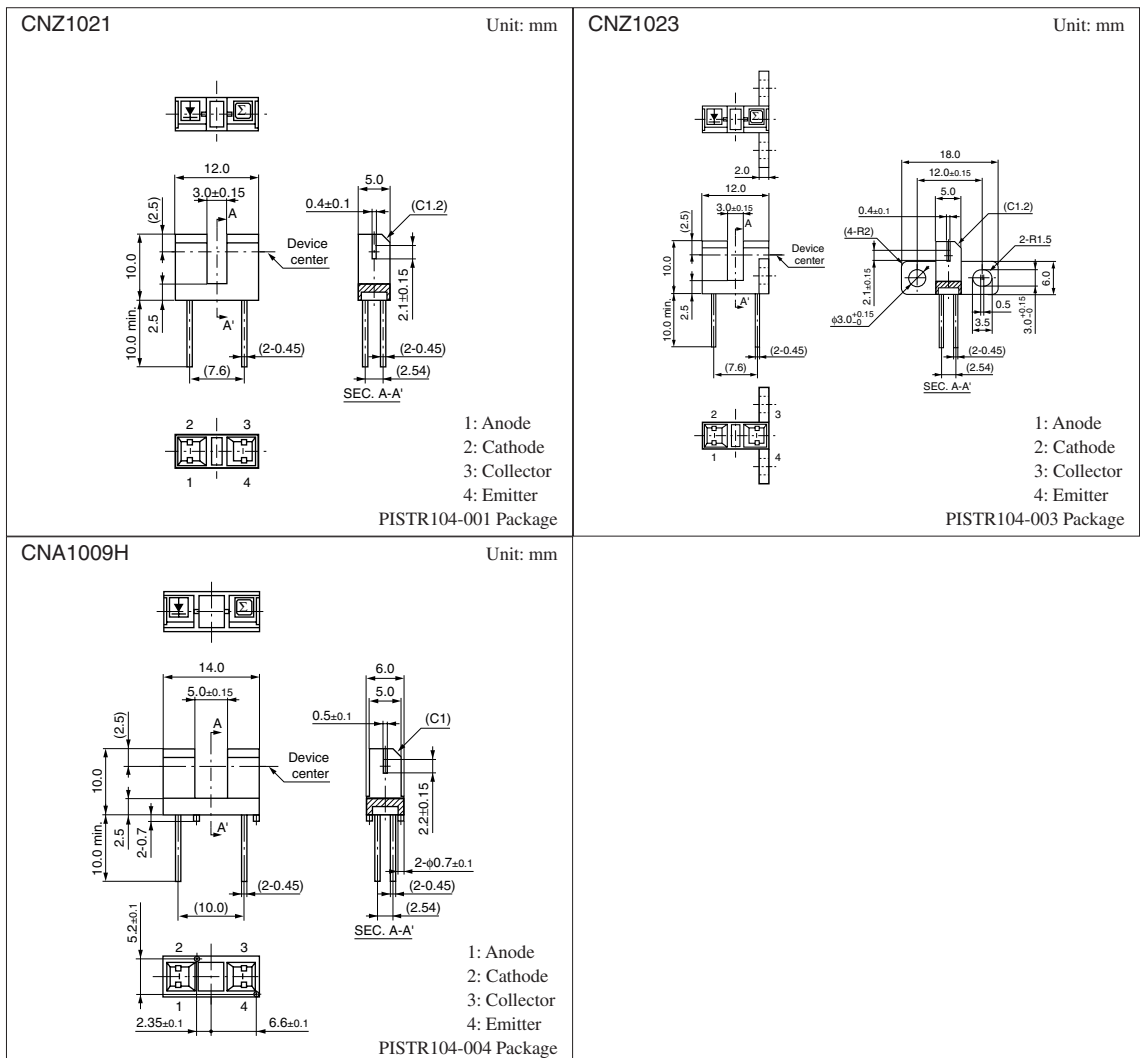 CNZ1021
Unit: mm
12.0
3.0±0.15
A
(2.5)
10.0
Device
center
10.0 min.
2.5
A'
(2-0.45)
(7.6)
5.0
0.4±0.1
(C1.2)
2.1±0.15
(2-0.45)
(2.54)
SEC. A-A'
2
3
1
4
1: Anode
2: Cathode
3: Collector
4: Emitter
PISTR104-001 Package
CNZ1023
Unit: mm
2.0
12.0
3.0±0.15
A
(2.5)
10.0
Device
center
10.0 min.
2.5
A'
(2-0.45)
(7.6)
18.0
12.0±0.15
5.0
0.4±0.1
(C1.2)
(4-R2)
2-R1.5
2.1±0.15
6.0
φ3.0 +0.15 -0
0.5
3.5
3.0 +0.15 -0
(2-0.45)
(2.54)
SEC. A-A'
2
3
1
4
1: Anode
2: Cathode
3: Collector
4: Emitter
PISTR104-003 Package
CNA1009H
Unit: mm
14.0
5.0±0.15
A
(2.5)
10.0
Device
center
10.0 min.
2.5
2-0.7
A'
(2-0.45)
(10.0)
6.0
5.0
0.5±0.1
(C1)
2.2±0.15
2-φ0.7±0.1
(2-0.45)
(2.54)
SEC. A-A'
5.2±0.1
2
3
1
4
2.35±0.1
6.6±0.1
1: Anode
2: Cathode
3: Collector
4: Emitter
PISTR104-004 Package